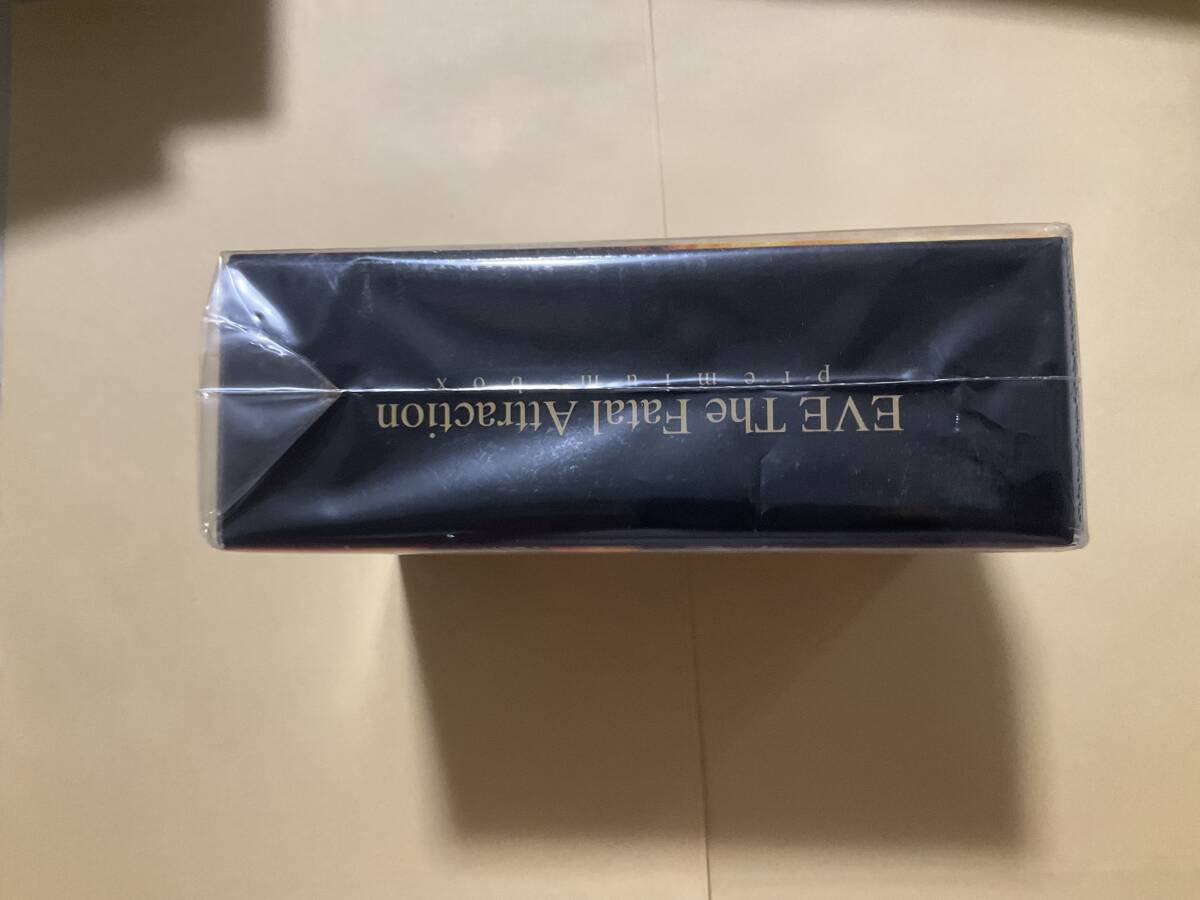 EVE The Fatal Attraction
premium box